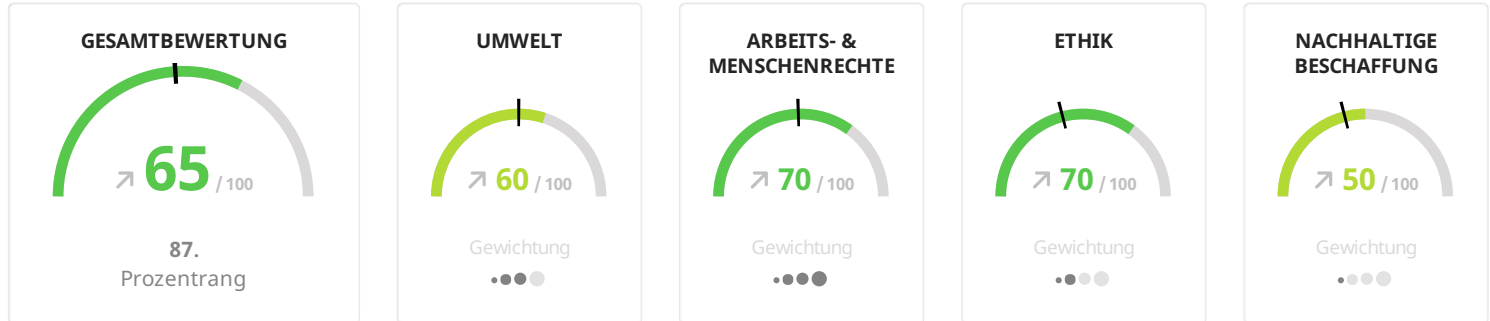 GESAMTBEWERTUNG
65 / 100
87.
Prozentrang
UMWELT
60 / 100
Gewichtung
ARBEITS- &
MENSCHENRECHTE
70 / 100
Gewichtung
ETHIK
70 / 100
Gewichtung
NACHHALTIGE
BESCHAFFUNG
50 / 100
Gewichtung